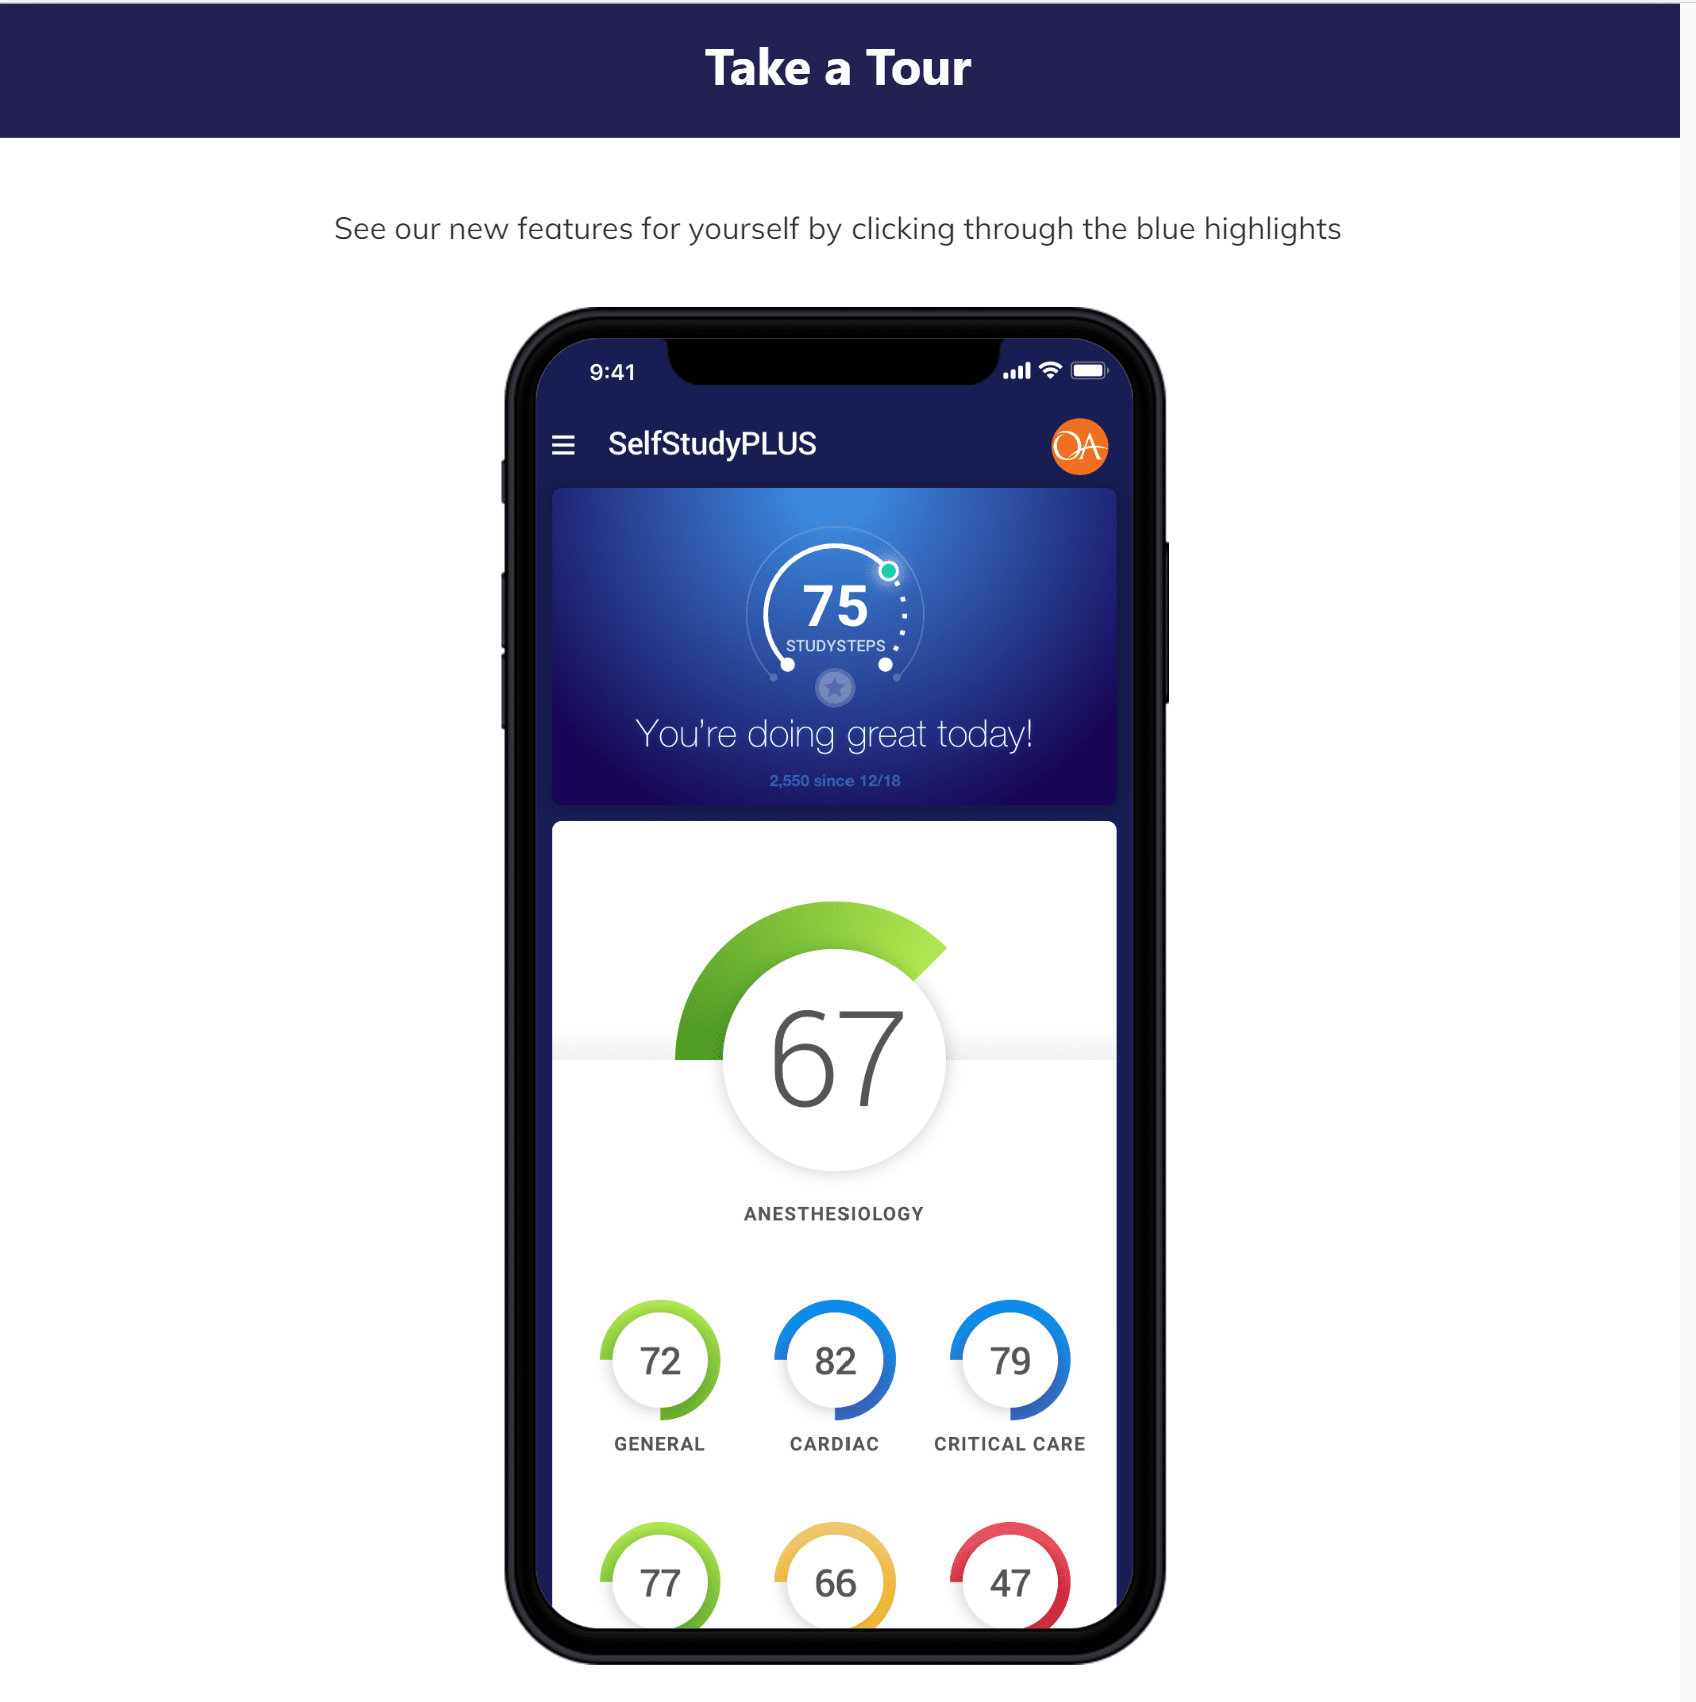 Take a Tour
See our new features for yourself by clicking through the blue highlights
9:41
SelfStudyPLUS
OA
75
STUDYSTEPS
You're doing great today!
2,550 since 12/18
67
ANESTHESIOLOGY
72 82 79
GENERAL CARDIAC CRITICAL CARE
77 66 47